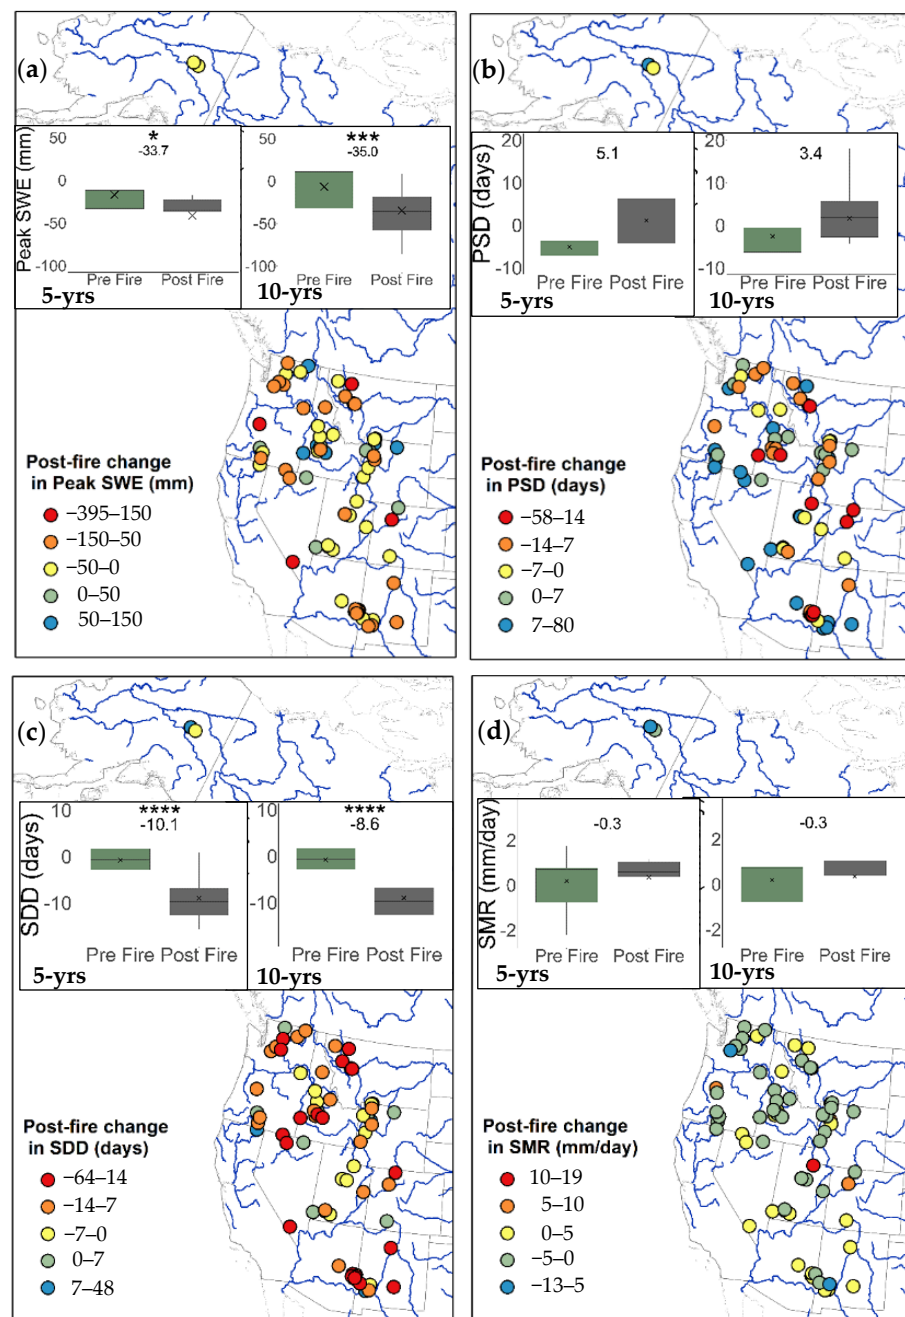 (a)
50
0
-50
-100
Peak SWE (mm)
*
-33.7
Pre Fire Post Fire
5-yrs
50
0
-50
-100
***
-35.0
Pre Fire Post Fire
10-yrs
Post-fire change
in Peak SWE (mm)
−395–150
−150–50
−50–0
0–50
50–150
(b)
20
10
0
-10
PSD (days)
5.1
Pre Fire Post Fire
5-yrs
20
10
0
-10
3.4
Pre Fire Post Fire
10-yrs
Post-fire change
in PSD (days)
−58–14
−14–7
−7–0
0–7
7–80
(c)
10
0
-10
SDD (days)
****
-10.1
Pre Fire Post Fire
5-yrs
10
0
-10
****
-8.6
Pre Fire Post Fire
10-yrs
Post-fire change
in SDD (days)
−64–14
−14–7
−7–0
0–7
7–48
(d)
2
0
-2
SMR (mm/day)
-0.3
Pre Fire Post Fire
5-yrs
2
0
-2
-0.3
Pre Fire Post Fire
10-yrs
Post-fire change
in SMR (mm/day)
10–19
5–10
0–5
−5–0
−13–5